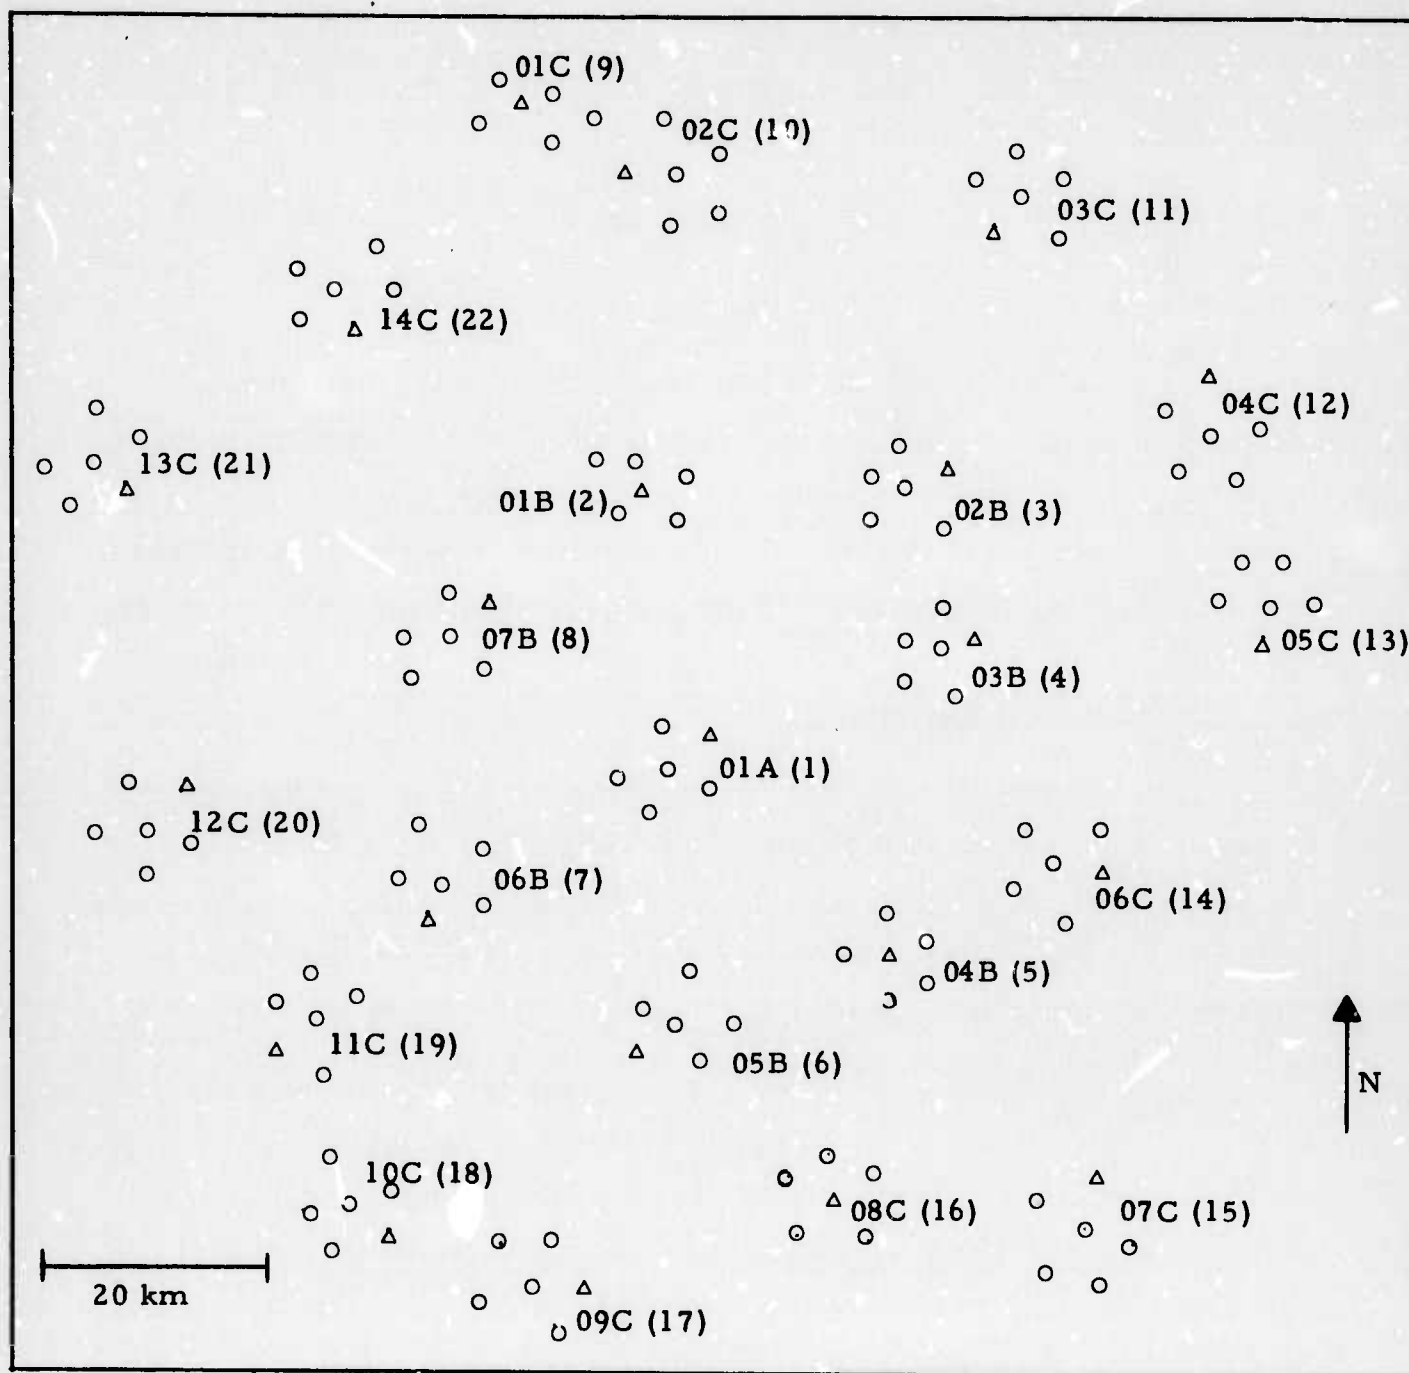 01C (9)
02C (10)
03C (11)
14C (22)
04C (12)
13C (21)
01B (2)
02B (3)
07B (8)
05C (13)
03B (4)
01A (1)
12C (20)
06B (7)
06C (14)
04B (5)
11C (19)
05B (6)
N
10C (18)
08C (16)
07C (15)
20 km
09C (17)